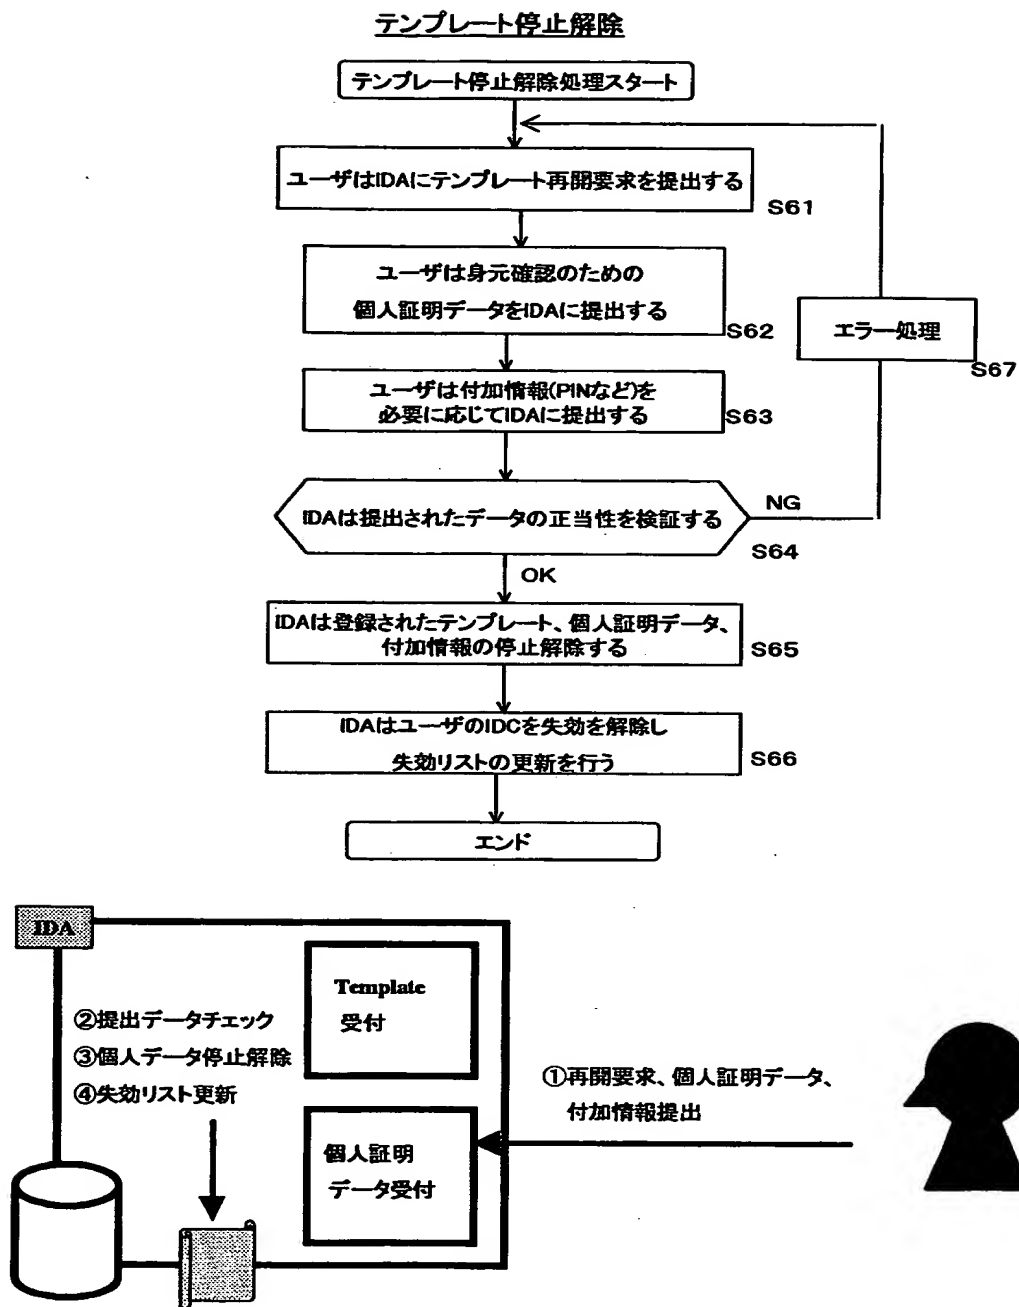 テンプレート停止解除
テンプレート停止解除処理スタート
ユーザはIDAにテンプレート再開要求を提出する
S61
ユーザは身元確認のための
個人証明データをIDAに提出する
S62
エラー処理
S67
ユーザは付加情報(PINなど)を
必要に応じてIDAに提出する
S63
IDAは提出されたデータの正当性を検証する
NG
S64
OK
IDAは登録されたテンプレート、個人証明データ、
付加情報の停止解除する
S65
IDAはユーザのIDCを失効を解除し
失効リストの更新を行う
S66
エンド
IDA
Template
受付
②提出データチェック
③個人データ停止解除
④失効リスト更新
①再開要求、個人証明データ、
付加情報提出
個人証明
データ受付